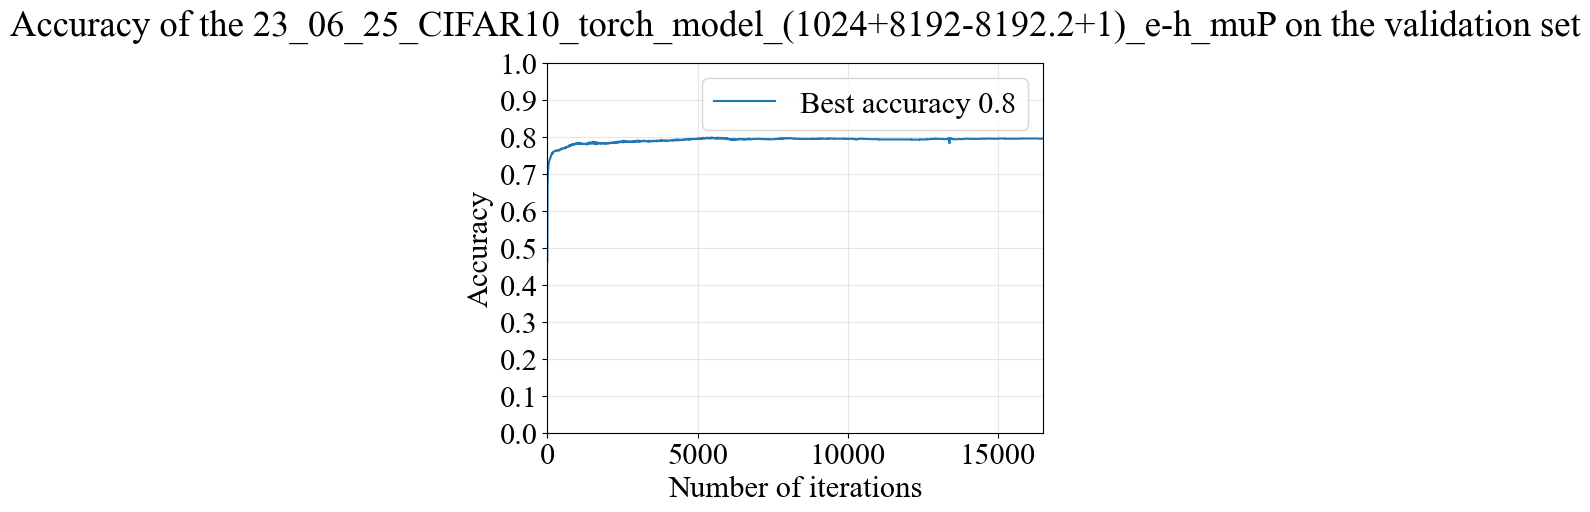 Accuracy of the 23_06_25_CIFAR10_torch_model_(1024+8192-8192.2+1)_e-h_muP on the validation set
Best accuracy 0.8
1.0
0.9
0.8
0.7
0.6
0.5
0.4
0.3
0.2
0.1
0.0
Accuracy
0 5000 10000 15000
Number of iterations